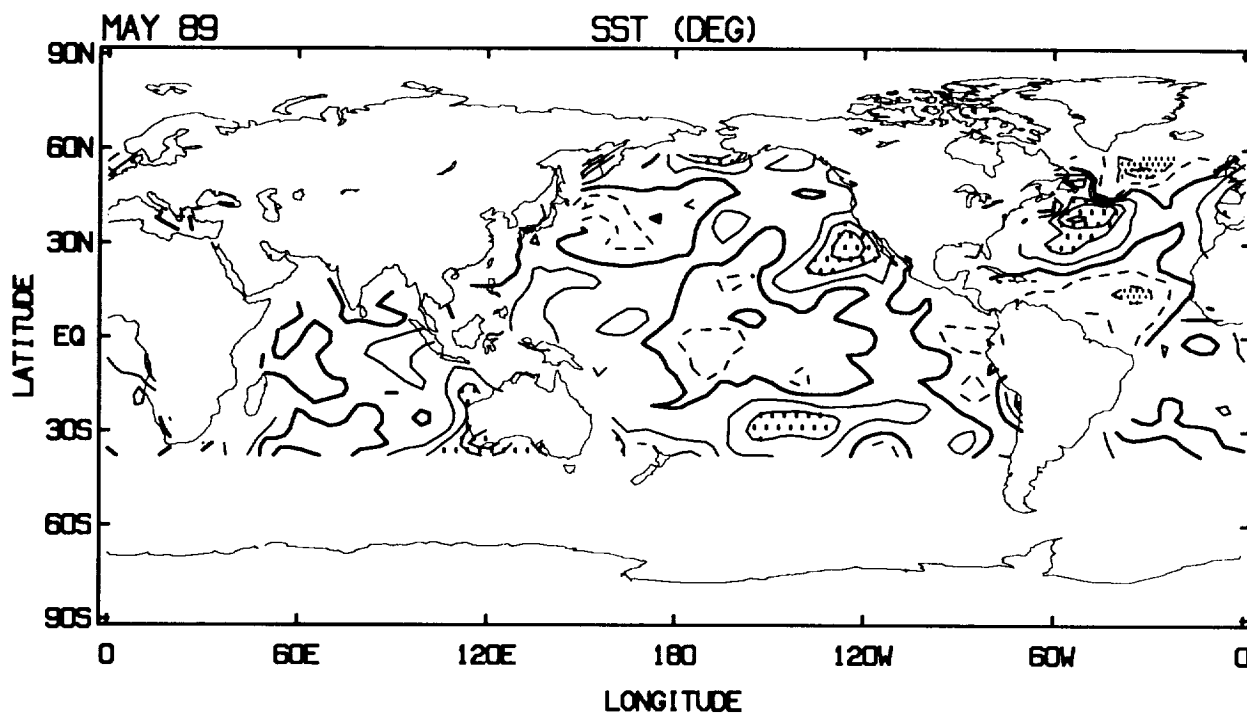 MAY 89 SST (DEG)
90N
60N
30N
EQ
30S
60S
90S
LATITUDE
0 60E 120E 180 120W 60W 0
LONGITUDE